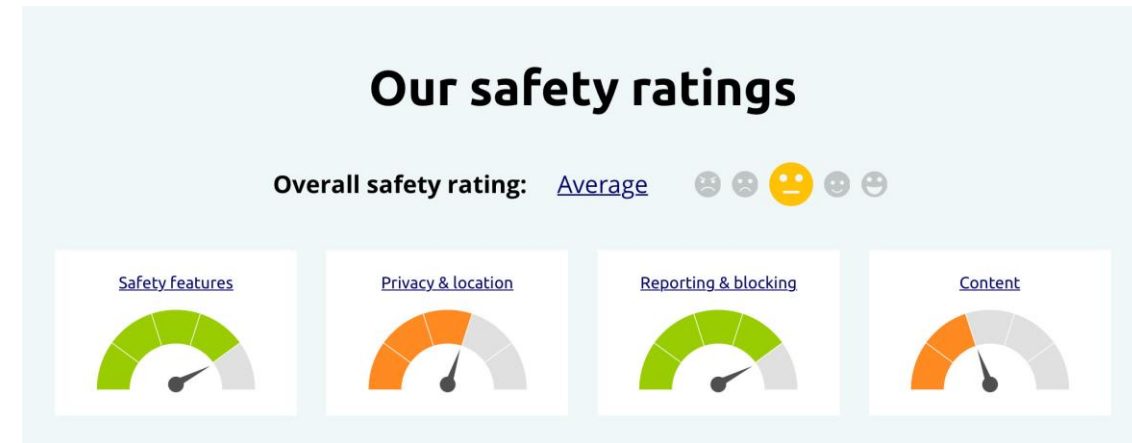 Our safety ratings
Overall safety rating: Average
Safety features
Privacy & location
Reporting & blocking
Content